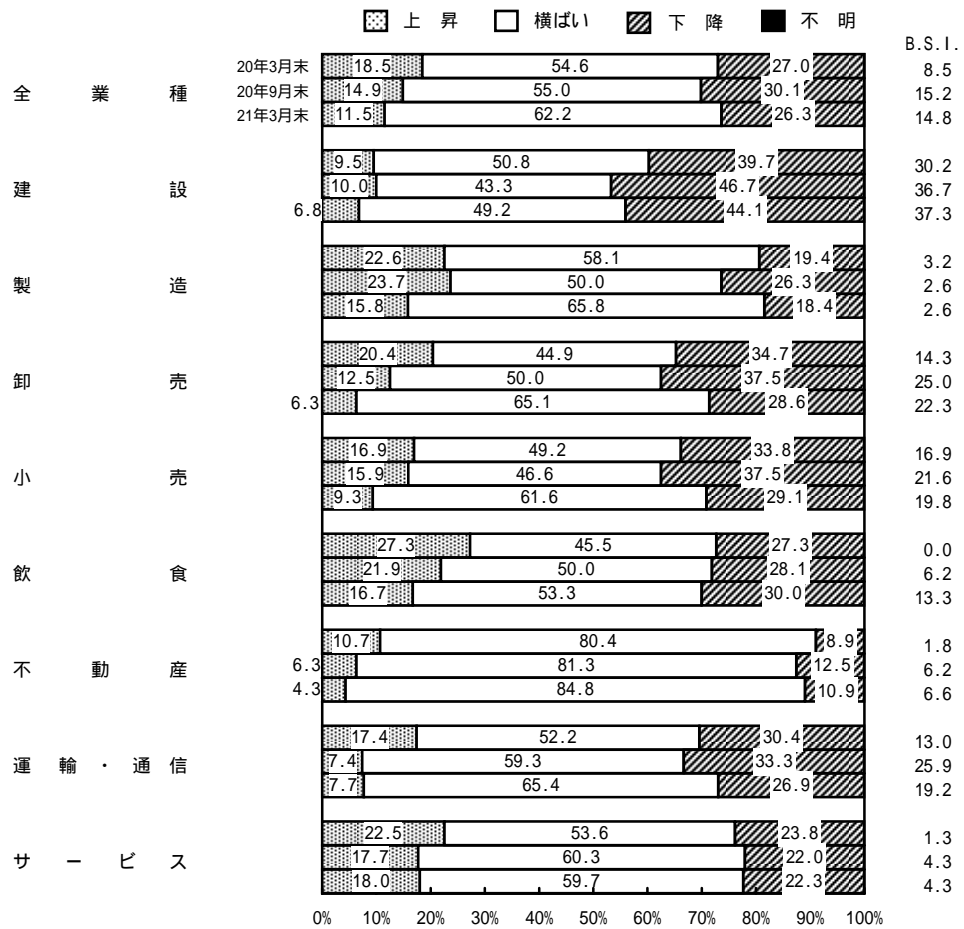 上昇 横ばい 下降 不明
B.S.I.
20年3月末 18.5 54.6 27.0 8.5
全業種 20年9月末 14.9 55.0 30.1 15.2
21年3月末 11.5 62.2 26.3 14.8
9.5 50.8 39.7 30.2
建設 10.0 43.3 46.7 36.7
6.8 49.2 44.1 37.3
22.6 58.1 19.4 3.2
製造 23.7 50.0 26.3 2.6
15.8 65.8 18.4 2.6
20.4 44.9 34.7 14.3
卸売 12.5 50.0 37.5 25.0
6.3 65.1 28.6 22.3
16.9 49.2 33.8 16.9
小売 15.9 46.6 37.5 21.6
9.3 61.6 29.1 19.8
27.3 45.5 27.3 0.0
飲食 21.9 50.0 28.1 6.2
16.7 53.3 30.0 13.3
10.7 80.4 8.9 1.8
不動産 6.3 81.3 12.5 6.2
4.3 84.8 10.9 6.6
17.4 52.2 30.4 13.0
運輸・通信 7.4 59.3 33.3 25.9
7.7 65.4 26.9 19.2
22.5 53.6 23.8 1.3
サービス 17.7 60.3 22.0 4.3
18.0 59.7 22.3 4.3
0% 10% 20% 30% 40% 50% 60% 70% 80% 90% 100%